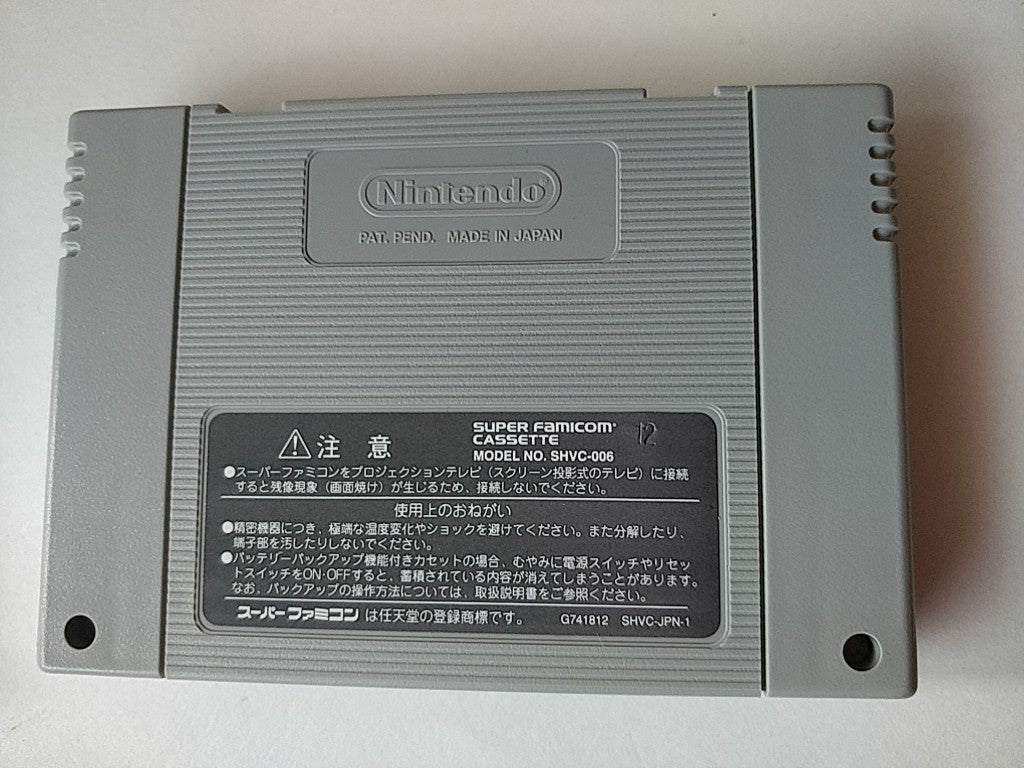 Nintendo®
PAT. PEND. MADE IN JAPAN
⚠注意
SUPER FAMICOM®
CASSETTE
MODEL NO. SHVC-006
12
●スーパーファミコンをプロジェクションテレビ（スクリーン投影式のテレビ）に接続
すると残像現象（画面焼け）が生じるため、接続しないでください。
使用上のおねがい
●精密機器につき、極端な温度変化やショックを避けてください。また分解したり、
端子部を汚したりしないでください。
●バッテリーバックアップ機能付きカセットの場合、むやみに電源スイッチやリセッ
トスイッチをON·OFFすると、蓄積されている内容が消えてしまうことがあります。
なお、バックアップの操作方法については、取扱説明書をご参照ください。
スーパーファミコンは任天堂の登録商標です。 G741812 SHVC-JPN-1